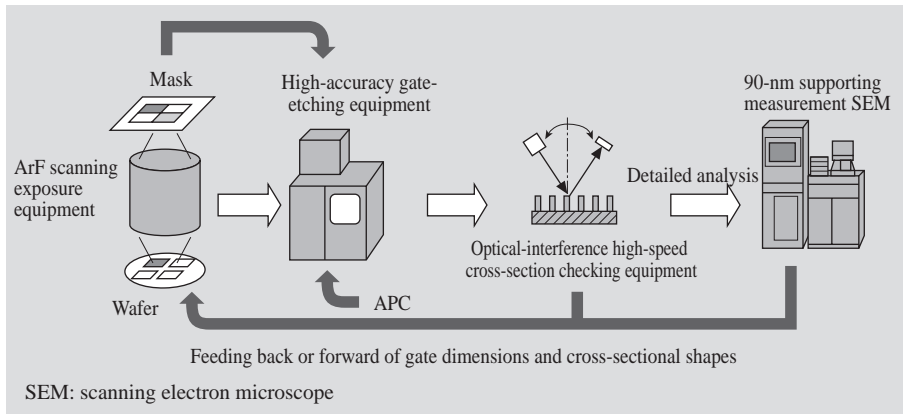 Mask
High-accuracy gate-
etching equipment
90-nm supporting
measurement SEM
ArF scanning
exposure
equipment
Detailed analysis
Optical-interference high-speed
cross-section checking equipment
Wafer
APC
Feeding back or forward of gate dimensions and cross-sectional shapes
SEM: scanning electron microscope